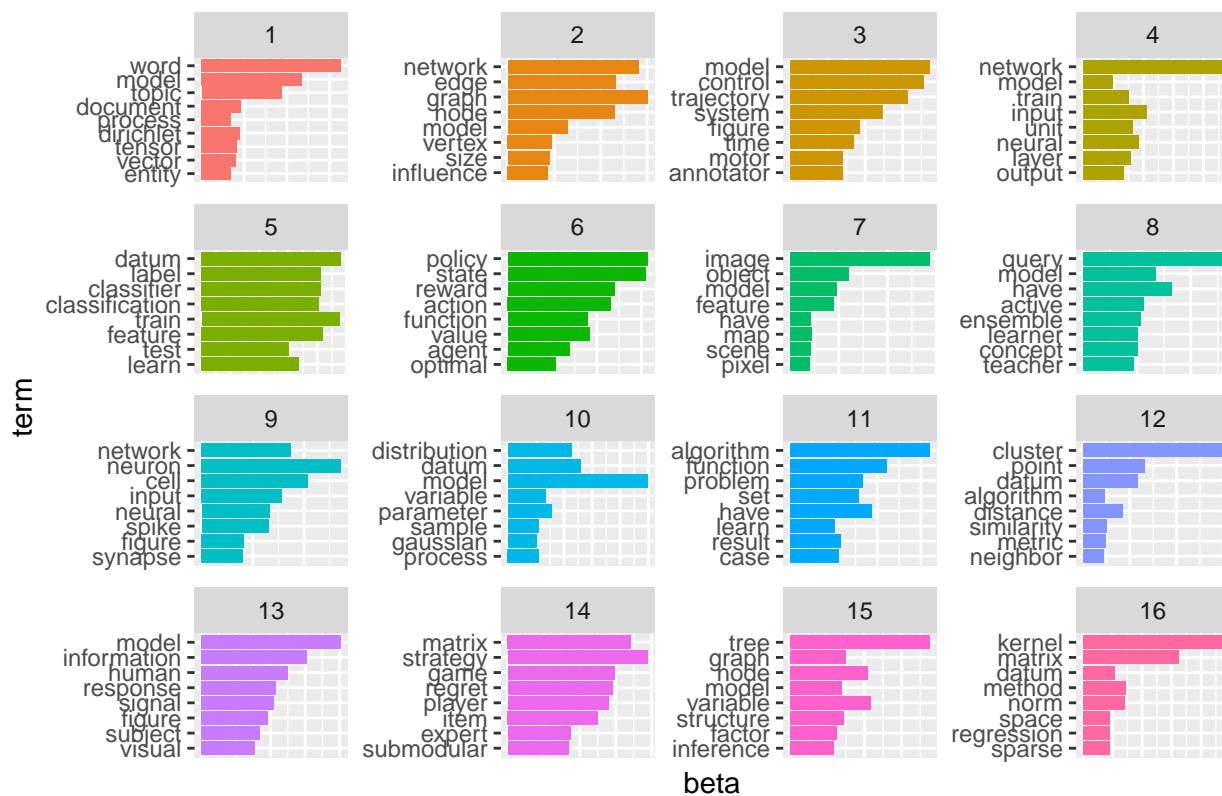 1
word
model
topic
document
process
dirichlet
tensor
vector
entity
2
network
edge
graph
node
model
vertex
size
influence
3
model
control
trajectory
system
figure
time
motor
annotator
4
network
model
train
input
unit
neural
layer
output
5
datum
label
classifier
classification
train
feature
test
learn
6
policy
state
reward
action
function
value
agent
optimal
7
image
object
model
feature
have
map
scene
pixel
8
query
model
have
active
ensemble
learner
concept
teacher
9
network
neuron
cell
input
neural
spike
figure
synapse
10
distribution
datum
model
variable
parameter
sample
gaussian
process
11
algorithm
function
problem
set
have
learn
result
case
12
cluster
point
datum
algorithm
distance
similarity
metric
neighbor
13
model
information
human
response
signal
figure
subject
visual
14
matrix
strategy
game
regret
player
item
expert
submodular
15
tree
graph
node
model
variable
structure
factor
inference
16
kernel
matrix
datum
method
norm
space
regression
sparse
term
beta